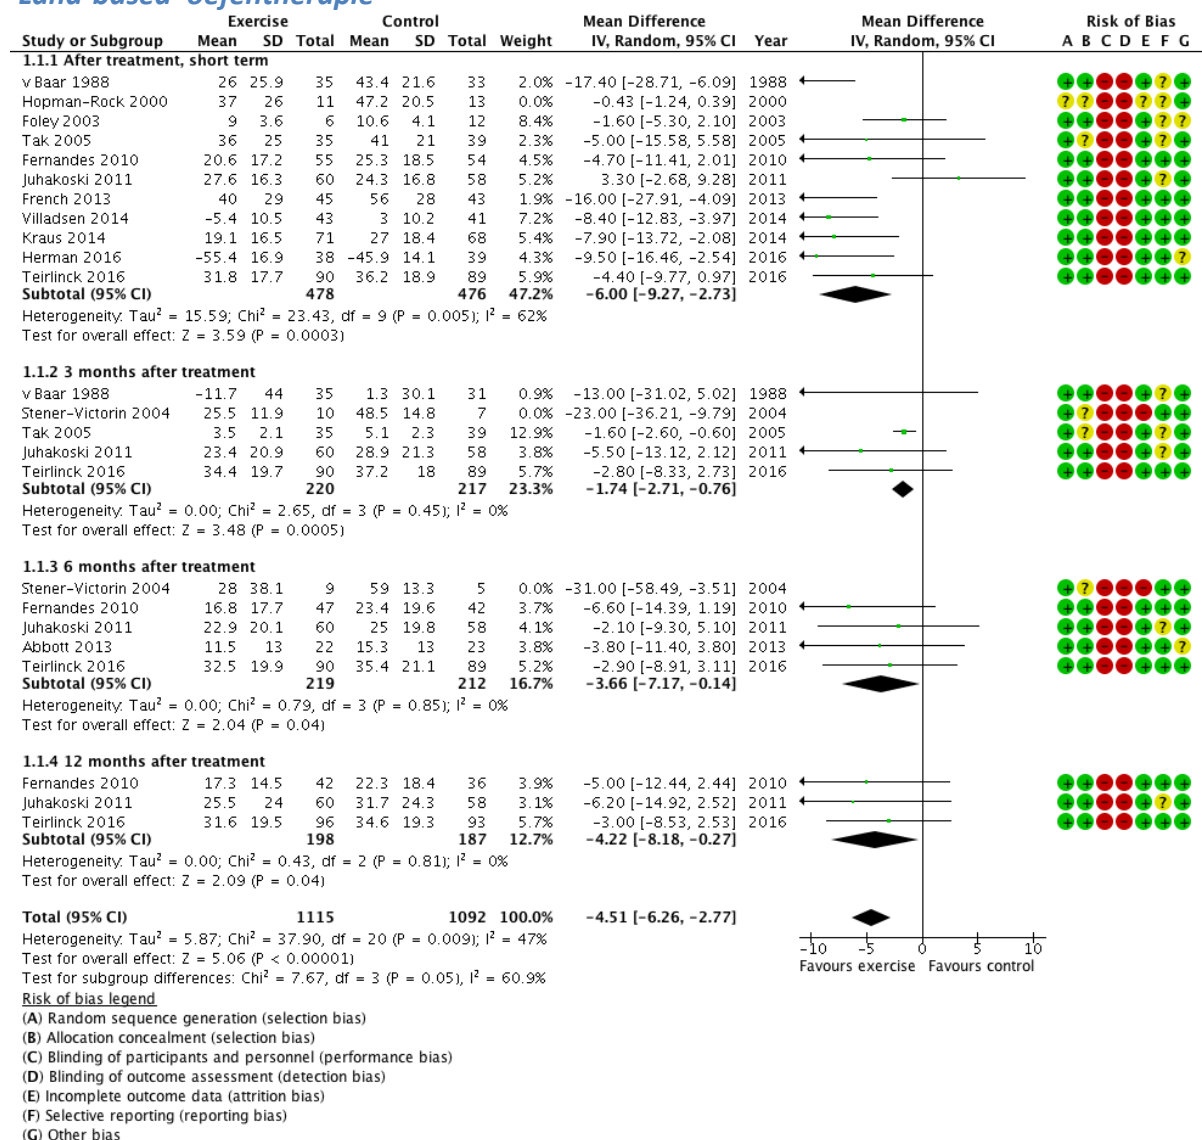 Land-based oefentherapie
Exercise Control Mean Difference Mean Difference Risk of Bias
Study or Subgroup Mean SD Total Mean SD Total Weight IV, Random, 95% CI Year IV, Random, 95% CI A B C D E F G
1.1.1 After treatment, short term
v Baar 1988 26 25.9 35 43.4 21.6 33 2.0% -17.40 [-28.71, -6.09] 1988 + + - - + ? +
Hopman-Rock 2000 37 26 11 47.2 20.5 13 0.0% -0.43 [-1.24, 0.39] 2000 ? ? - - ? ? +
Foley 2003 9 3.6 6 10.6 4.1 12 8.4% -1.60 [-5.30, 2.10] 2003 + + - - + ? ?
Tak 2005 36 25 35 41 21 39 2.3% -5.00 [-15.58, 5.58] 2005 + ? - - + ? +
Fernandes 2010 20.6 17.2 55 25.3 18.5 54 4.5% -4.70 [-11.41, 2.01] 2010 + + - - + + +
Juhakoski 2011 27.6 16.3 60 24.3 16.8 58 5.2% 3.30 [-2.68, 9.28] 2011 + + - - + ? +
French 2013 40 29 45 56 28 43 1.9% -16.00 [-27.91, -4.09] 2013 + + - - + + +
Villadsen 2014 -5.4 10.5 43 3 10.2 41 7.2% -8.40 [-12.83, -3.97] 2014 + + - - + + +
Kraus 2014 19.1 16.5 71 27 18.4 68 5.4% -7.90 [-13.72, -2.08] 2014 + + - - + + +
Herman 2016 -55.4 16.9 38 -45.9 14.1 39 4.3% -9.50 [-16.46, -2.54] 2016 + + - - + + ?
Teirlinck 2016 31.8 17.7 90 36.2 18.9 89 5.9% -4.40 [-9.77, 0.97] 2016 + + - - + + +
Subtotal (95% CI) 478 476 47.2% -6.00 [-9.27, -2.73]
Heterogeneity: Tau² = 15.59; Chi² = 23.43, df = 9 (P = 0.005); I² = 62%
Test for overall effect: Z = 3.59 (P = 0.0003)
1.1.2 3 months after treatment
v Baar 1988 -11.7 44 35 1.3 30.1 31 0.9% -13.00 [-31.02, 5.02] 1988 + + - - + ? +
Stener-Victorin 2004 25.5 11.9 10 48.5 14.8 7 0.0% -23.00 [-36.21, -9.79] 2004 + ? - - - + +
Tak 2005 3.5 2.1 35 5.1 2.3 39 12.9% -1.60 [-2.60, -0.60] 2005 + ? - - + ? +
Juhakoski 2011 23.4 20.9 60 28.9 21.3 58 3.8% -5.50 [-13.12, 2.12] 2011 + + - - + ? +
Teirlinck 2016 34.4 19.7 90 37.2 18 89 5.7% -2.80 [-8.33, 2.73] 2016 + + - - + + +
Subtotal (95% CI) 220 217 23.3% -1.74 [-2.71, -0.76]
Heterogeneity: Tau² = 0.00; Chi² = 2.65, df = 3 (P = 0.45); I² = 0%
Test for overall effect: Z = 3.48 (P = 0.0005)
1.1.3 6 months after treatment
Stener-Victorin 2004 28 38.1 9 59 13.3 5 0.0% -31.00 [-58.49, -3.51] 2004 + ? - - - + +
Fernandes 2010 16.8 17.7 47 23.4 19.6 42 3.7% -6.60 [-14.39, 1.19] 2010 + + - - + + +
Juhakoski 2011 22.9 20.1 60 25 19.8 58 4.1% -2.10 [-9.30, 5.10] 2011 + + - - + ? +
Abbott 2013 11.5 13 22 15.3 13 23 3.8% -3.80 [-11.40, 3.80] 2013 + + - - + + ?
Teirlinck 2016 32.5 19.9 90 35.4 21.1 89 5.2% -2.90 [-8.91, 3.11] 2016 + + - - + + +
Subtotal (95% CI) 219 212 16.7% -3.66 [-7.17, -0.14]
Heterogeneity: Tau² = 0.00; Chi² = 0.79, df = 3 (P = 0.85); I² = 0%
Test for overall effect: Z = 2.04 (P = 0.04)
1.1.4 12 months after treatment
Fernandes 2010 17.3 14.5 42 22.3 18.4 36 3.9% -5.00 [-12.44, 2.44] 2010 + + - - + + +
Juhakoski 2011 25.5 24 60 31.7 24.3 58 3.1% -6.20 [-14.92, 2.52] 2011 + + - - + ? +
Teirlinck 2016 31.6 19.5 96 34.6 19.3 93 5.7% -3.00 [-8.53, 2.53] 2016 + + - - + + +
Subtotal (95% CI) 198 187 12.7% -4.22 [-8.18, -0.27]
Heterogeneity: Tau² = 0.00; Chi² = 0.43, df = 2 (P = 0.81); I² = 0%
Test for overall effect: Z = 2.09 (P = 0.04)
Total (95% CI) 1115 1092 100.0% -4.51 [-6.26, -2.77]
Heterogeneity: Tau² = 5.87; Chi² = 37.90, df = 20 (P = 0.009); I² = 47%
-10 -5 0 5 10
Test for overall effect: Z = 5.06 (P < 0.00001)
Favours exercise Favours control
Test for subgroup differences: Chi² = 7.67, df = 3 (P = 0.05), I² = 60.9%
Risk of bias legend
(A) Random sequence generation (selection bias)
(B) Allocation concealment (selection bias)
(C) Blinding of participants and personnel (performance bias)
(D) Blinding of outcome assessment (detection bias)
(E) Incomplete outcome data (attrition bias)
(F) Selective reporting (reporting bias)
(G) Other bias